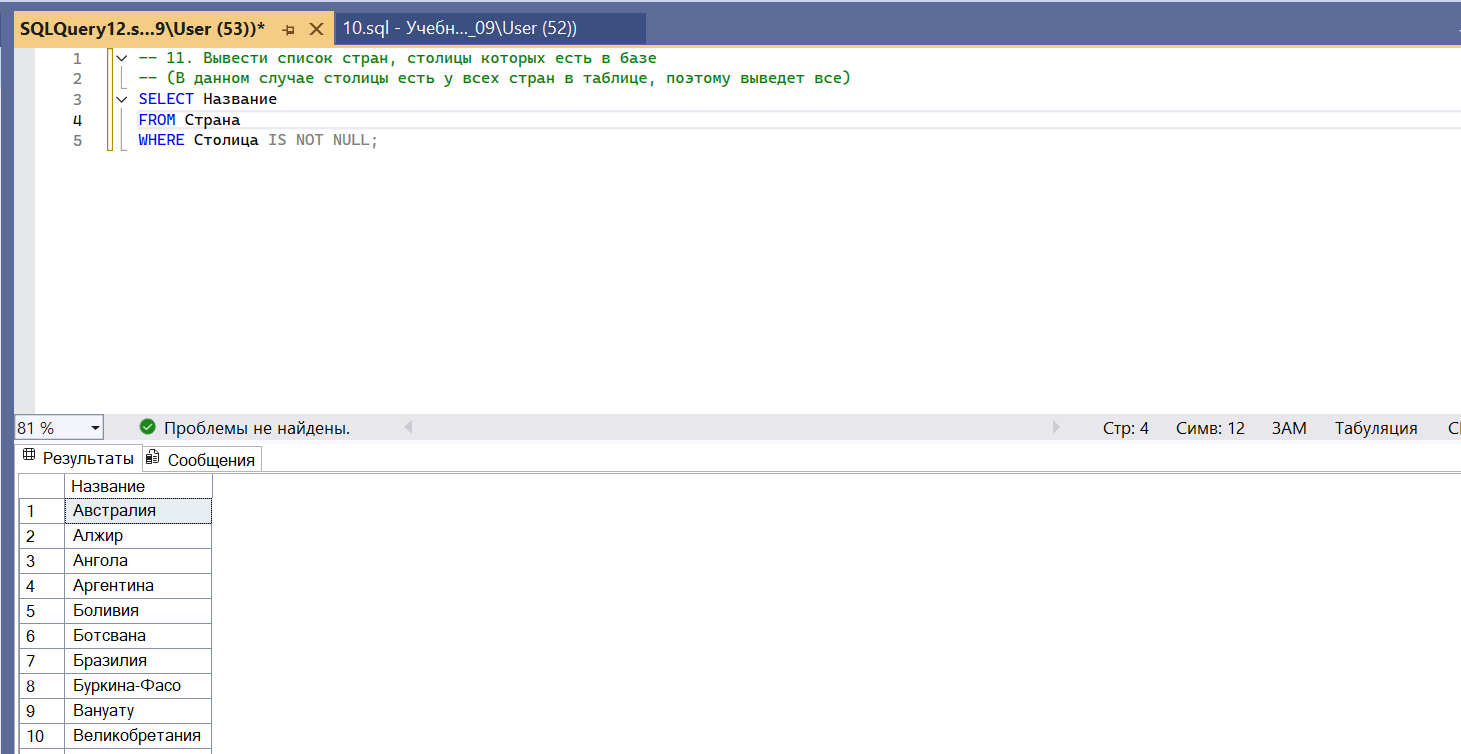 SQLQuery12.s...9\User (53))*
10.sql - Учебн..._09\User (52))
1 -- 11. Вывести список стран, столицы которых есть в базе
2 -- (В данном случае столицы есть у всех стран в таблице, поэтому выведет все)
3 SELECT Название
4 FROM Страна
5 WHERE Столица IS NOT NULL;
81 % Проблемы не найдены. Стр: 4 Симв: 12 ЗАМ Табуляция
Результаты Сообщения
Название
1 Австралия
2 Алжир
3 Ангола
4 Аргентина
5 Боливия
6 Ботсвана
7 Бразилия
8 Буркина-Фасо
9 Вануату
10 Великобретания